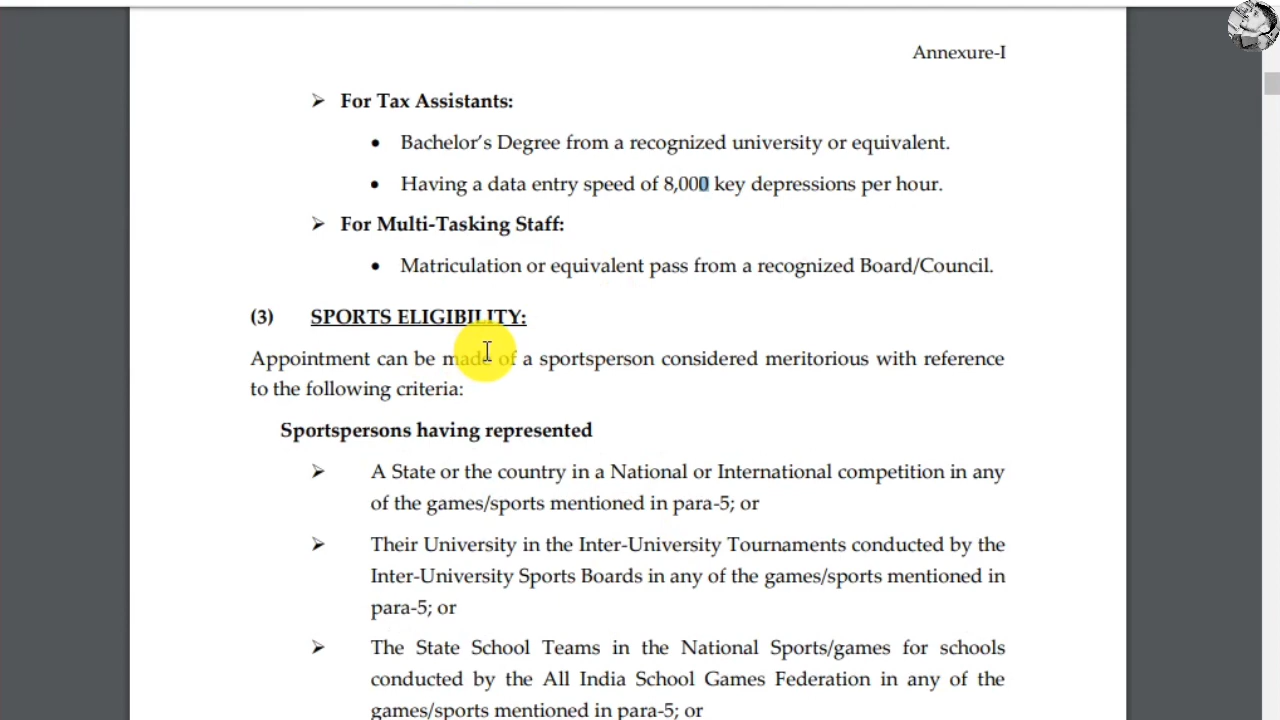 Annexure-I
➢ For Tax Assistants:
• Bachelor’s Degree from a recognized university or equivalent.
• Having a data entry speed of 8,000 key depressions per hour.
➢ For Multi-Tasking Staff:
• Matriculation or equivalent pass from a recognized Board/Council.
(3) SPORTS ELIGIBILITY:
Appointment can be made of a sportsperson considered meritorious with reference
to the following criteria:
Sportspersons having represented
➢ A State or the country in a National or International competition in any
of the games/sports mentioned in para-5; or
➢ Their University in the Inter-University Tournaments conducted by the
Inter-University Sports Boards in any of the games/sports mentioned in
para-5; or
➢ The State School Teams in the National Sports/games for schools
conducted by the All India School Games Federation in any of the
games/sports mentioned in para-5; or